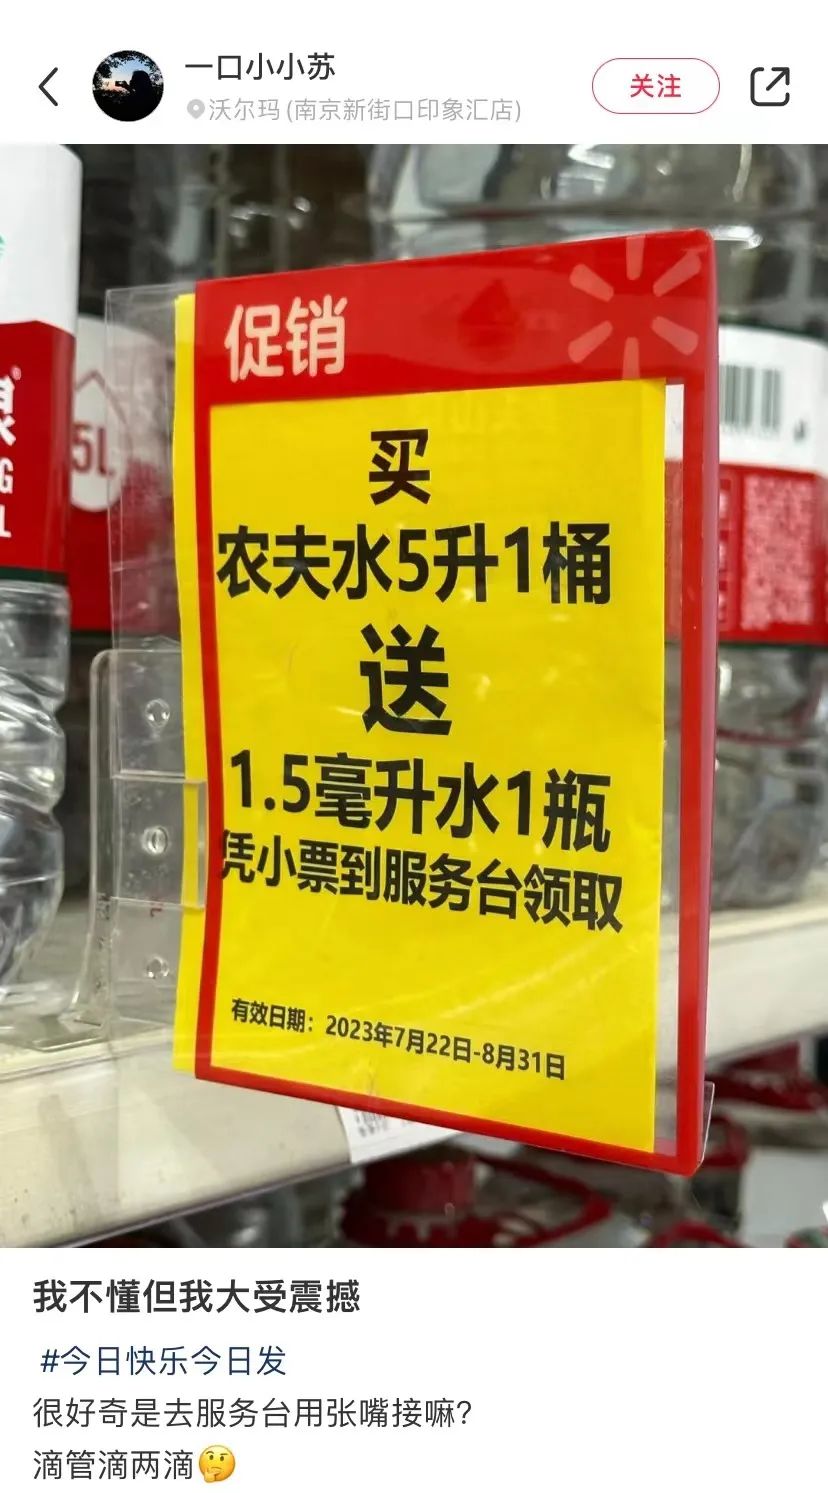 一口小小苏
沃尔玛 (南京新街口印象汇店)
关注
促销
买
农夫水5升1桶
送
1.5毫升水1瓶
凭小票到服务台领取
有效日期：2023年7月22日-8月31日
5L
我不懂但我大受震撼
#今日快乐今日发
很好奇是去服务台用张嘴接嘛?
滴管滴两滴🤔